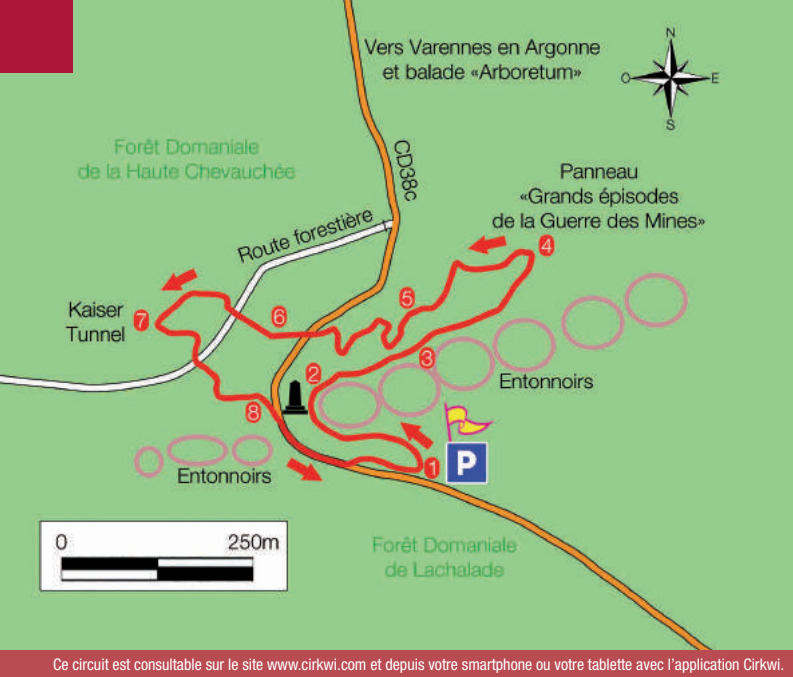 Vers Varennes en Argonne
et balade «Arboretum»
N
O
E
S
Forêt Domaniale
de la Haute Chevauchée
CD38c
Panneau
«Grands épisodes
de la Guerre des Mines»
Route forestière
4
Kaiser
Tunnel
7
6
5
3
2
Entonnoirs
8
1
P
Entonnoirs
0
250m
Forêt Domaniale
de Lachalade
Ce circuit est consultable sur le site www.cirkwi.com et depuis votre smartphone ou votre tablette avec l'application Cirkwi.